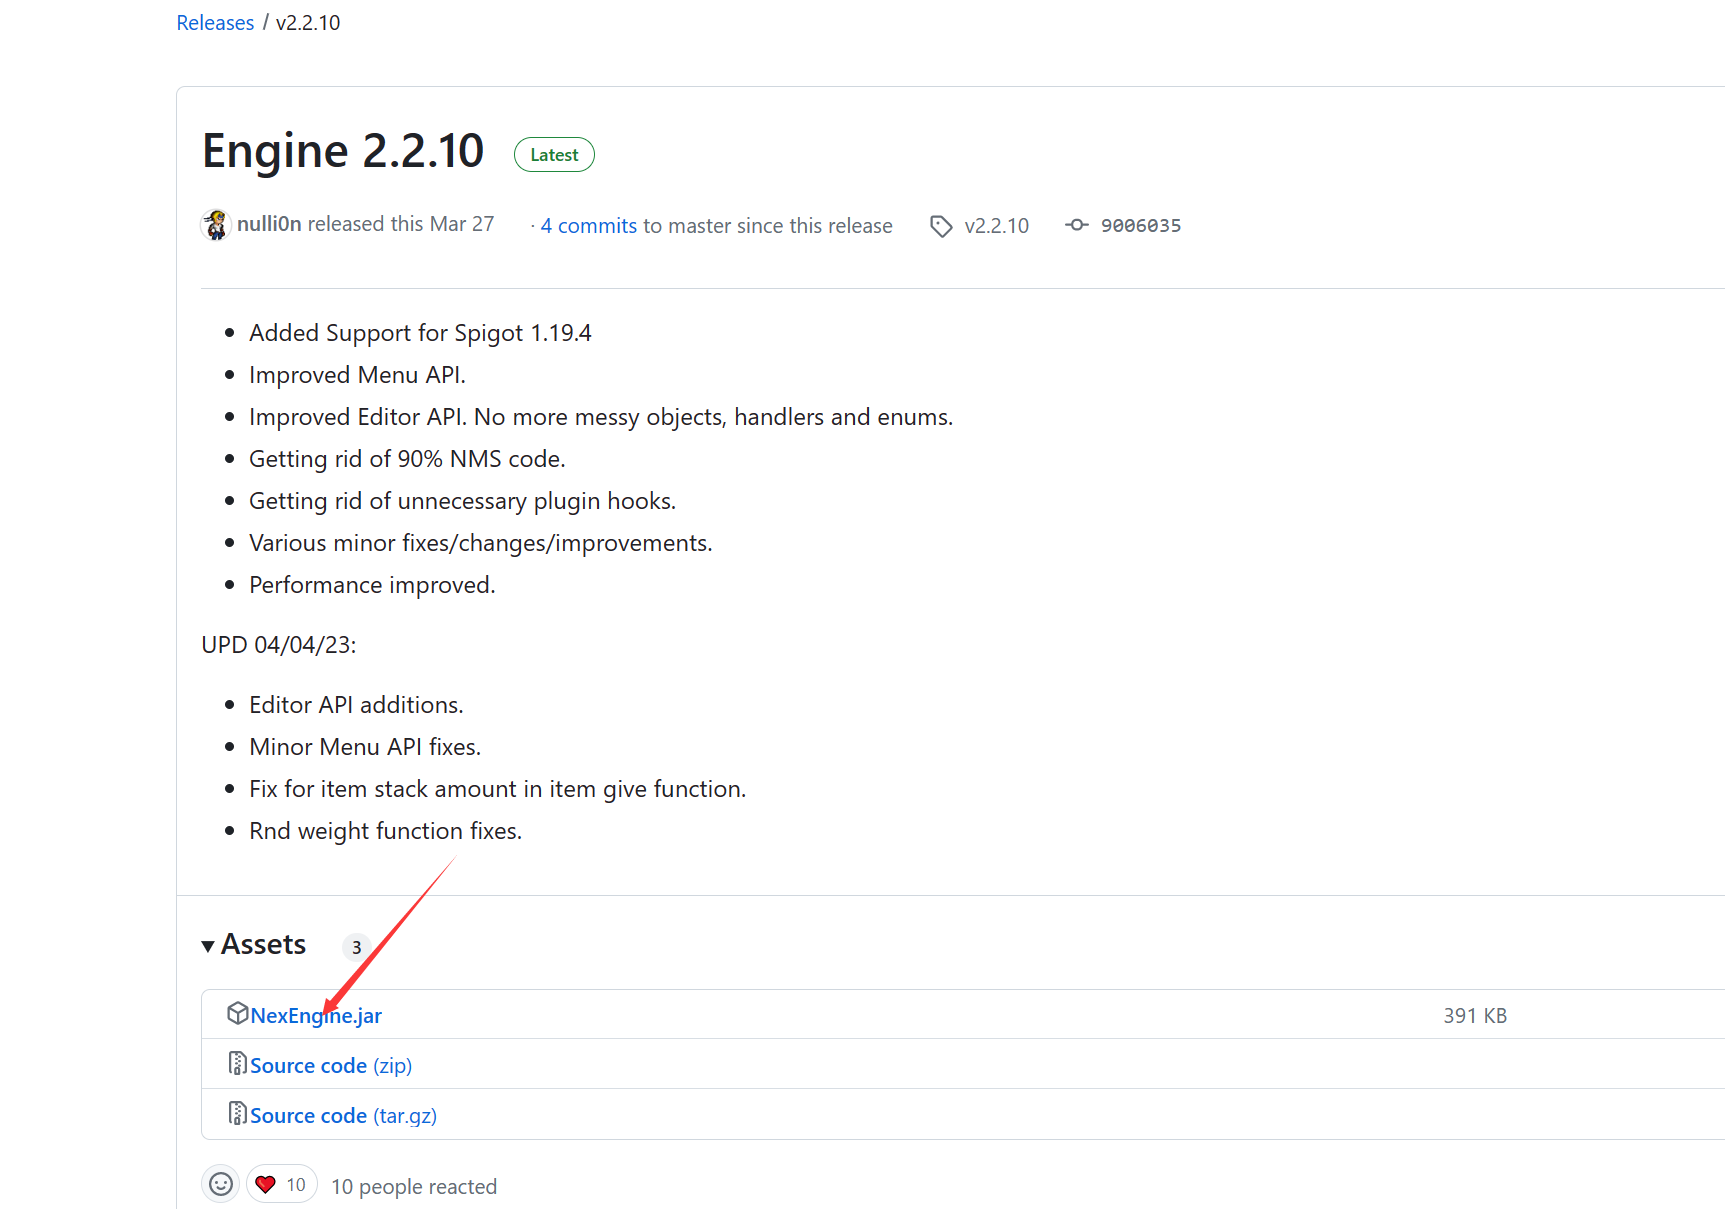 Releases / v2.2.10
Engine 2.2.10 Latest
nulli0n released this Mar 27 · 4 commits to master since this release v2.2.10 9006035
Added Support for Spigot 1.19.4
Improved Menu API.
Improved Editor API. No more messy objects, handlers and enums.
Getting rid of 90% NMS code.
Getting rid of unnecessary plugin hooks.
Various minor fixes/changes/improvements.
Performance improved.
UPD 04/04/23:
Editor API additions.
Minor Menu API fixes.
Fix for item stack amount in item give function.
Rnd weight function fixes.
Assets 3
NexEngine.jar 391 KB
Source code (zip)
Source code (tar.gz)
10 10 people reacted